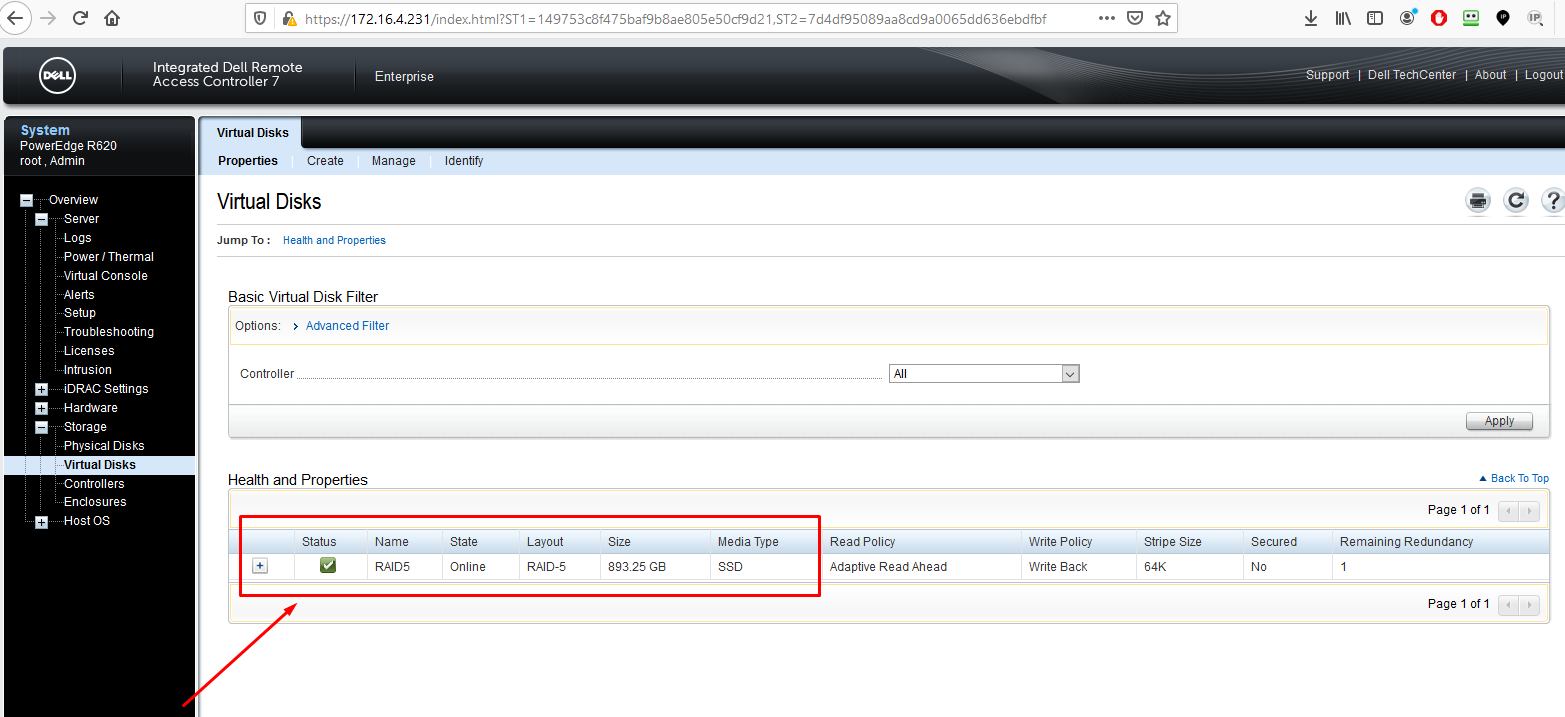 https://172.16.4.231/index.html?ST1=149753c8f475baf9b8ae805e50cf9d21,ST2=7d4df95089aa8cd9a0065dd636ebdfbf
DELL
Integrated Dell Remote
Access Controller 7
Enterprise
Support | Dell TechCenter | About | Logout
System
PowerEdge R620
root , Admin
Overview
Server
Logs
Power / Thermal
Virtual Console
Alerts
Setup
Troubleshooting
Licenses
Intrusion
iDRAC Settings
Hardware
Storage
Physical Disks
Virtual Disks
Controllers
Enclosures
Host OS
Virtual Disks
Properties Create Manage Identify
Virtual Disks
Jump To : Health and Properties
Basic Virtual Disk Filter
Options: Advanced Filter
Controller All
Apply
Health and Properties
Back To Top
Page 1 of 1
Status Name State Layout Size Media Type Read Policy Write Policy Stripe Size Secured Remaining Redundancy
RAID5 Online RAID-5 893.25 GB SSD Adaptive Read Ahead Write Back 64K No 1
Page 1 of 1